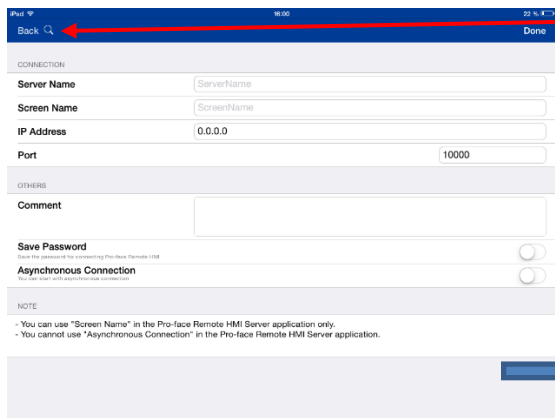 iPad 16:00 22 %
Back Done
CONNECTION
Server Name ServerName
Screen Name ScreenName
IP Address 0.0.0.0
Port 10000
OTHERS
Comment
Save Password
Save the password for connecting Pro-face Remote HMI
Asynchronous Connection
You can start with asynchronous connection
NOTE
- You can use "Screen Name" in the Pro-face Remote HMI Server application only.
- You cannot use "Asynchronous Connection" in the Pro-face Remote HMI Server application.